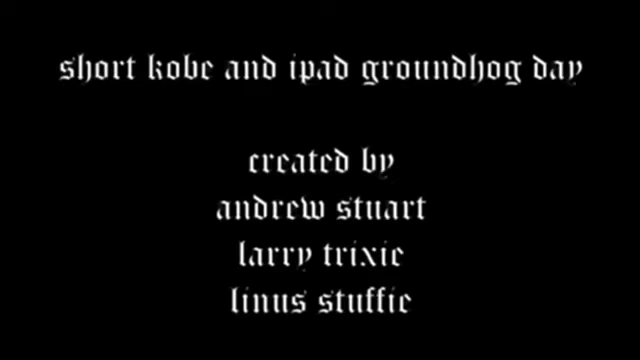 short kobe and ipad groundhog day
created by
andrew stuart
larry trixie
linus stuffie